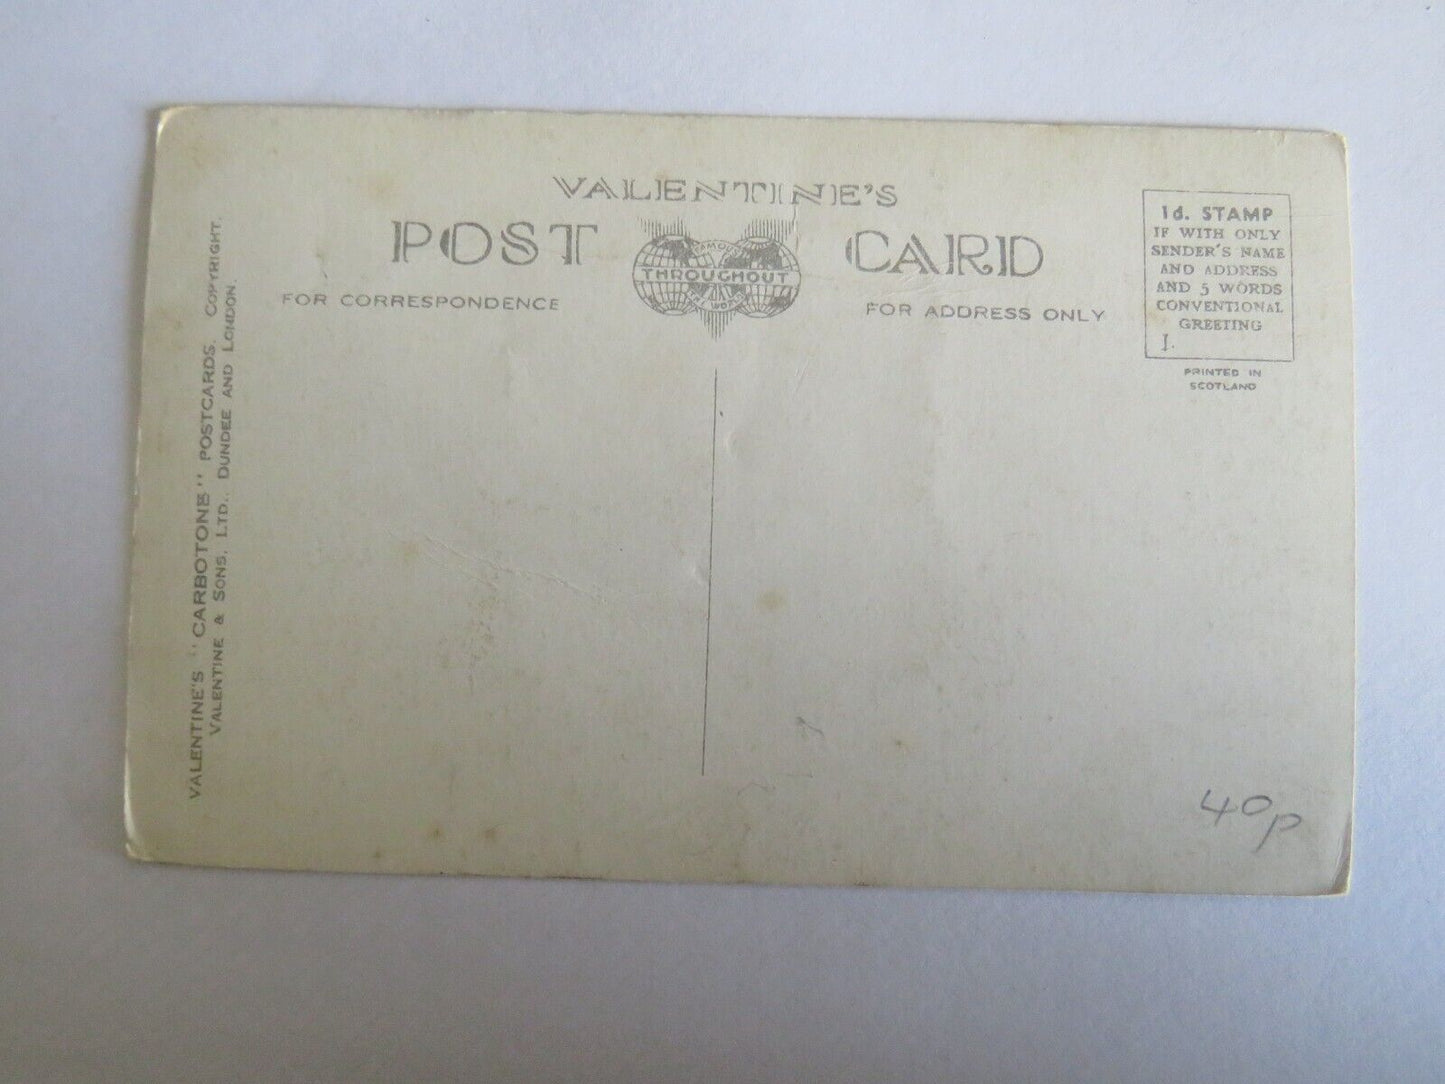 VALENTINE'S
POST CARD
FAMOUS
THROUGHOUT
THE WORLD
FOR CORRESPONDENCE
FOR ADDRESS ONLY
1d. STAMP
IF WITH ONLY
SENDER'S NAME
AND ADDRESS
AND 5 WORDS
CONVENTIONAL
GREETING
I.
PRINTED IN
SCOTLAND
VALENTINE'S "CARBOTONE" POSTCARDS. COPYRIGHT.
VALENTINE & SONS, LTD., DUNDEE AND LONDON.
40p